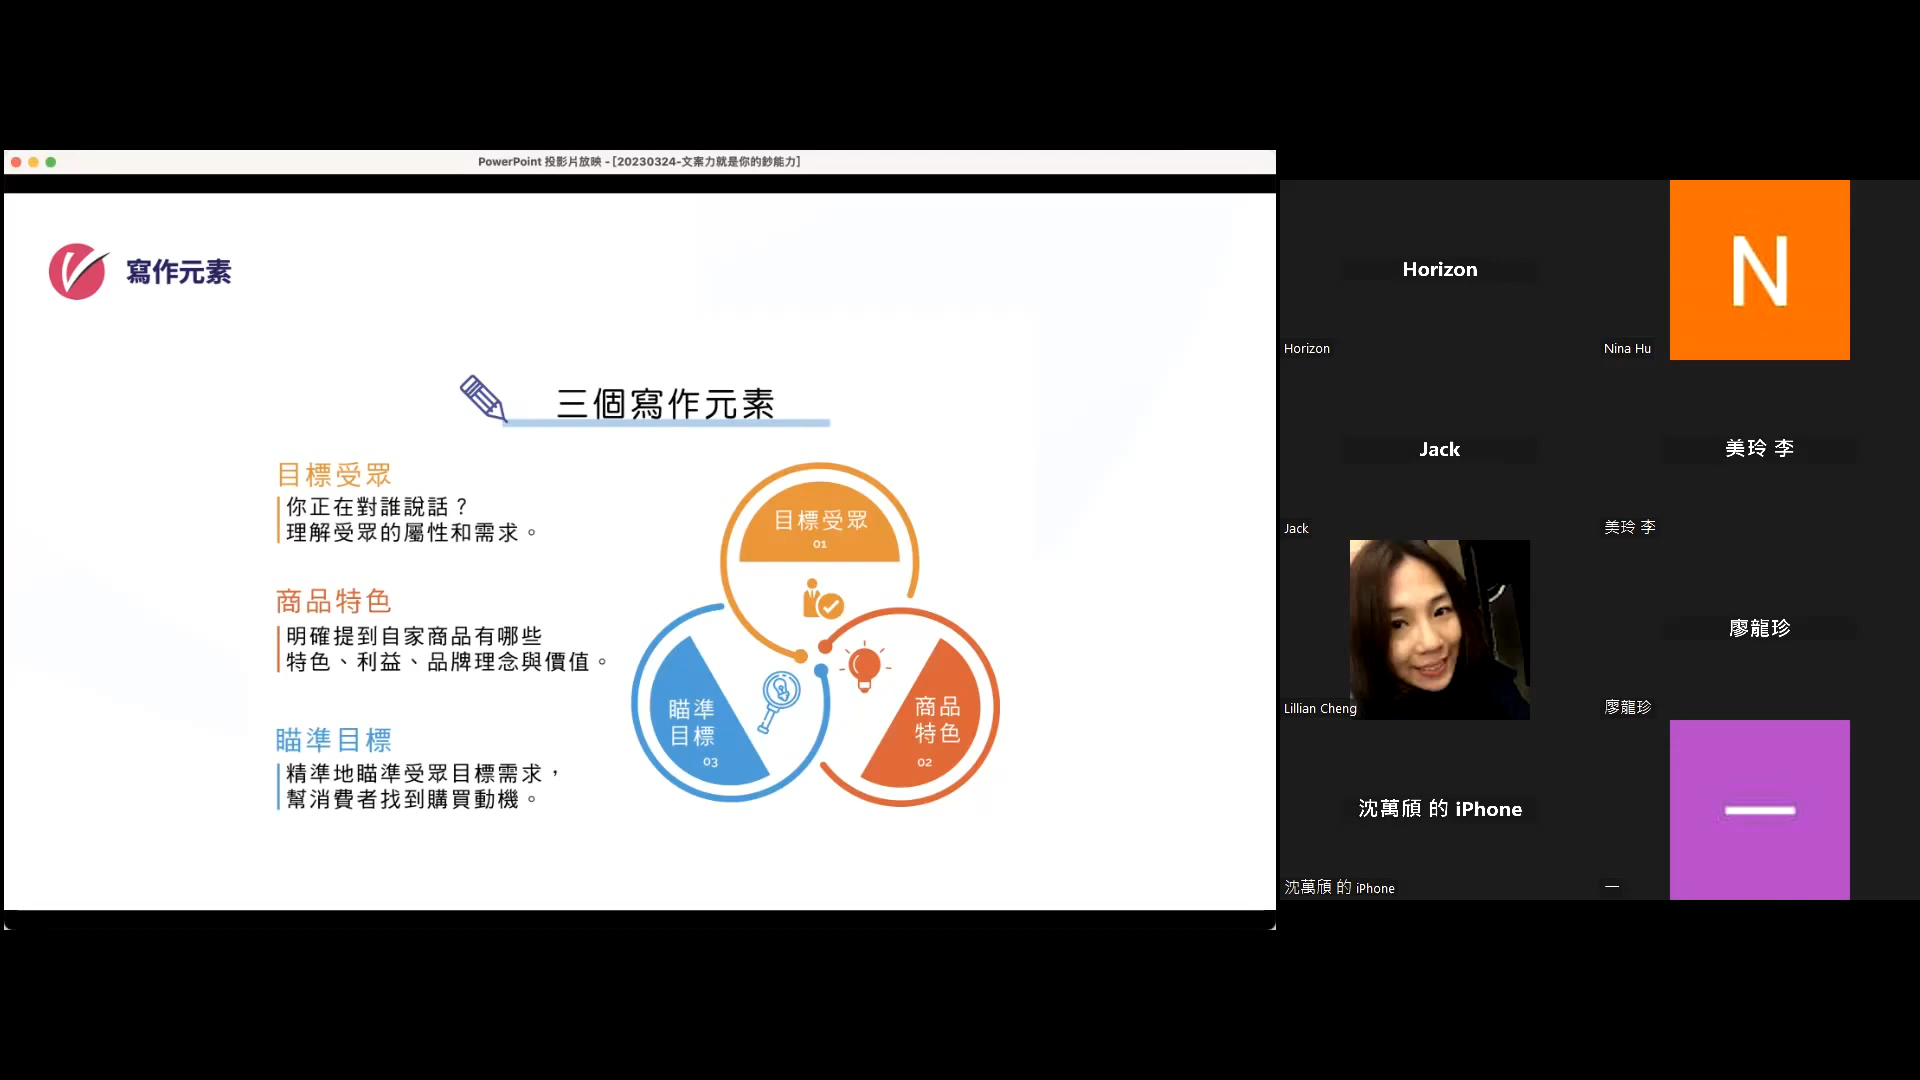 PowerPoint 投影片放映 - [20230324-文案力就是你的鈔能力]
寫作元素
三個寫作元素
目標受眾
你正在對誰說話？
理解受眾的屬性和需求。
商品特色
明確提到自家商品有哪些
特色、利益、品牌理念與價值。
瞄準目標
精準地瞄準受眾目標需求，
幫消費者找到購買動機。
目標受眾
01
瞄準
目標
03
商品
特色
02
Horizon
Horizon
N
Nina Hu
Jack
Jack
美玲 李
美玲 李
Lillian Cheng
廖龍珍
廖龍珍
沈萬頎 的 iPhone
沈萬頎 的 iPhone
一
一